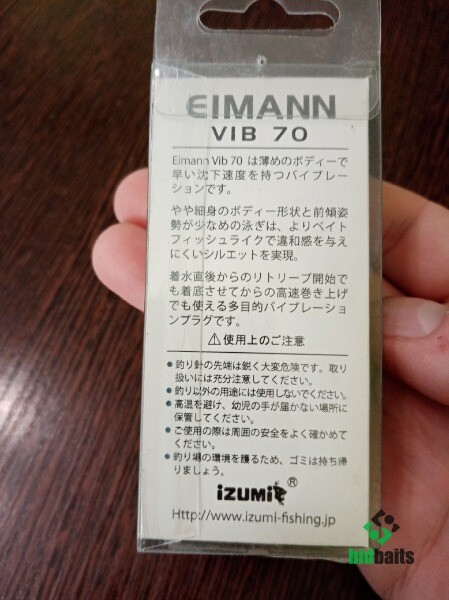 EIMANN
VIB 70
Eimann Vib 70 は薄めのボディーで
早い沈下速度を持つバイブレー
ションです。
やや細身のボディー形状と前傾姿
勢が少なめの泳ぎは、よりベイト
フィッシュライクで違和感を与え
にくいシルエットを実現。
着水直後からのリトリーブ開始で
も着底させてからの高速巻き上げ
でも使える多目的バイブレーショ
ンプラグです。
⚠使用上のご注意
●釣り針の先端は鋭く大変危険です。取り
扱いには充分注意してください。
●釣り以外の用途には使用しないでください。
●高温を避け、幼児の手が届かない場所に
保管してください。
●ご使用の際は周囲の安全をよく確かめて
ください。
●釣り場の環境を護るため、ゴミは持ち帰
りましょう。
izumi®
Http://www.izumi-fishing.jp
bidbaits